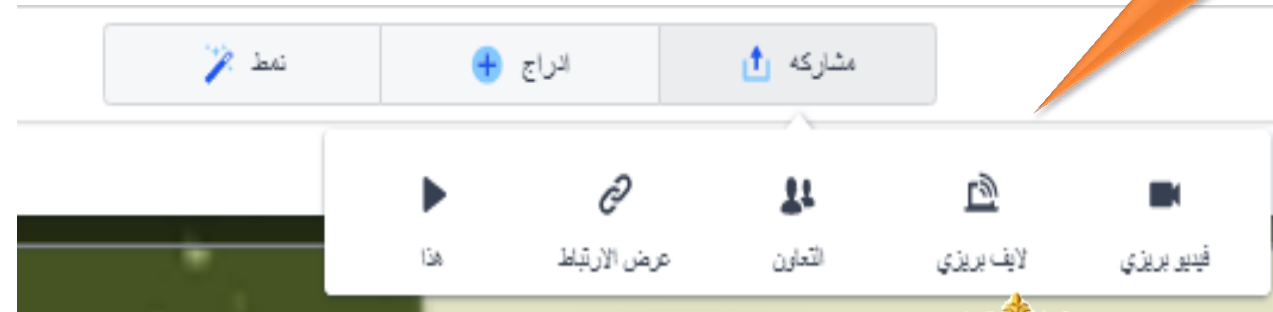 مشاركه ادراج نمط
فيديو بريزي لايف بريزي التعاون عرض الارتباط هذا